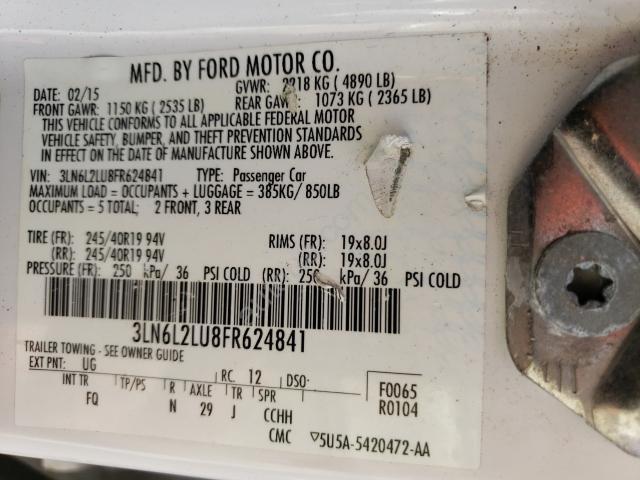 MFD. BY FORD MOTOR CO.
DATE: 02/15 GVWR: 2218 KG ( 4890 LB)
FRONT GAWR: 1150 KG ( 2535 LB) REAR GAWR: 1073 KG ( 2365 LB)
THIS VEHICLE CONFORMS TO ALL APPLICABLE FEDERAL MOTOR
VEHICLE SAFETY, BUMPER, AND THEFT PREVENTION STANDARDS
IN EFFECT ON THE DATE OF MANUFACTURE SHOWN ABOVE.
VIN: 3LN6L2LU8FR624841 TYPE: Passenger Car
MAXIMUM LOAD = OCCUPANTS + LUGGAGE = 385KG/ 850LB
OCCUPANTS = 5 TOTAL: 2 FRONT, 3 REAR
TIRE (FR): 245/40R19 94V RIMS (FR): 19x8.0J
(RR): 245/40R19 94V (RR): 19x8.0J
PRESSURE (FR): 250 kPa/ 36 PSI COLD (RR): 250 kPa/ 36 PSI COLD
3LN6L2LU8FR624841
TRAILER TOWING - SEE OWNER GUIDE
EXT PNT: UG RC: 12 DSO:
INT TR TP/PS R AXLE TR SPR F0065
FQ N 29 J CCHH R0104
CMC ▽5U5A-5420472-AA